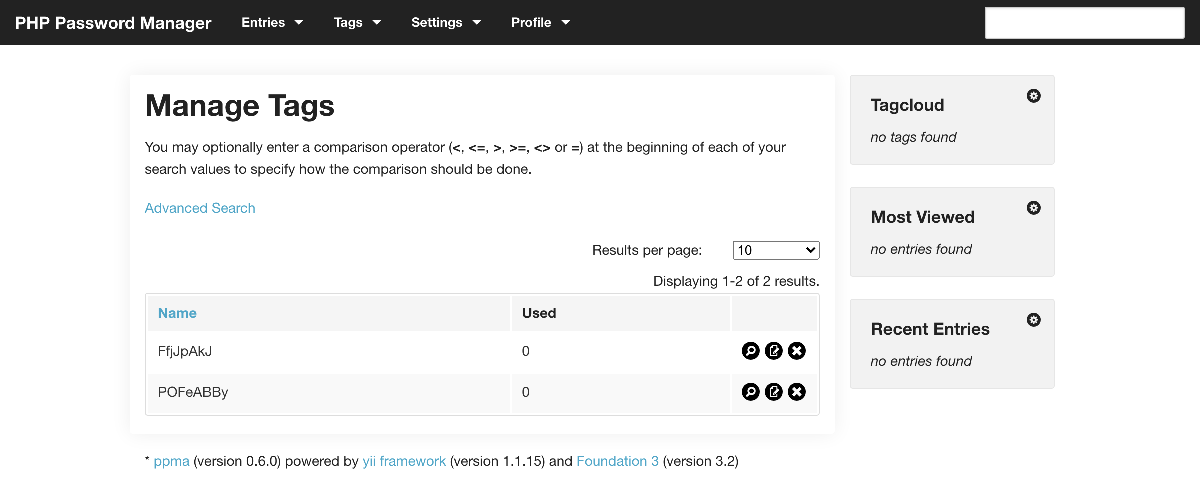 PHP Password Manager Entries Tags Settings Profile
Manage Tags
You may optionally enter a comparison operator (<, <=, >, >=, <> or =) at the beginning of each of your
search values to specify how the comparison should be done.
Advanced Search
Results per page: 10
Displaying 1-2 of 2 results.
Name Used
FfjJpAkJ 0
POFeABBy 0
Tagcloud
no tags found
Most Viewed
no entries found
Recent Entries
no entries found
* ppma (version 0.6.0) powered by yii framework (version 1.1.15) and Foundation 3 (version 3.2)